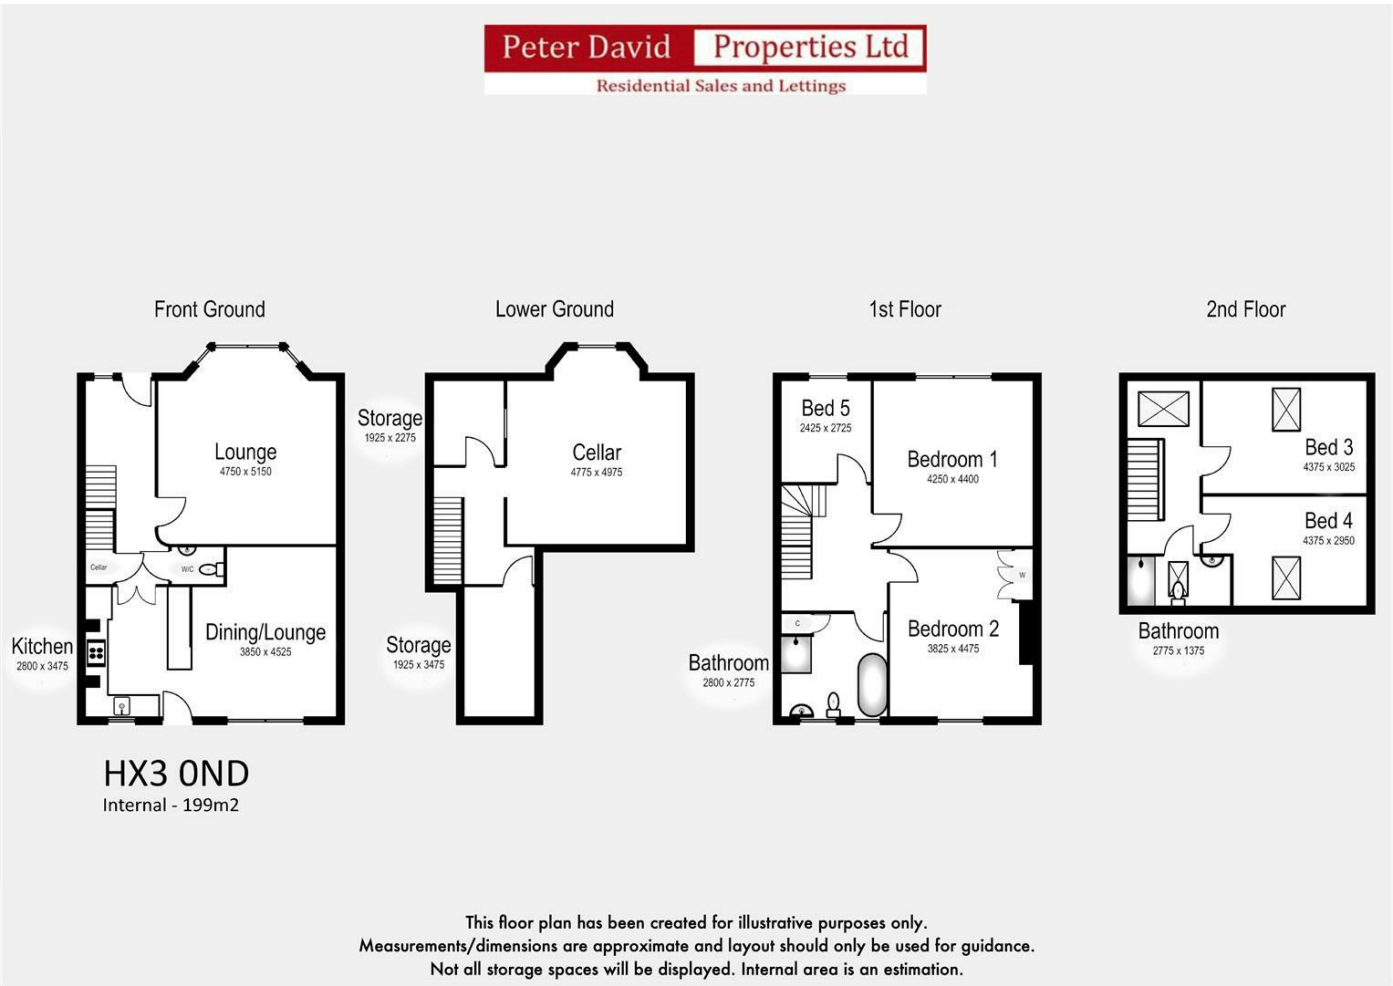 Peter David Properties Ltd
Residential Sales and Lettings
Front Ground
Lower Ground
1st Floor
2nd Floor
Lounge
4750 x 5150
Cellar
W/C
Kitchen
2800 x 3475
Dining/Lounge
3850 x 4525
Storage
1925 x 2275
Cellar
4775 x 4975
Storage
1925 x 3475
Bed 5
2425 x 2725
Bedroom 1
4250 x 4400
W
C
Bedroom 2
3825 x 4475
Bathroom
2800 x 2775
Bed 3
4375 x 3025
Bed 4
4375 x 2950
Bathroom
2775 x 1375
HX3 0ND
Internal - 199m2
This floor plan has been created for illustrative purposes only.
Measurements/dimensions are approximate and layout should only be used for guidance.
Not all storage spaces will be displayed. Internal area is an estimation.